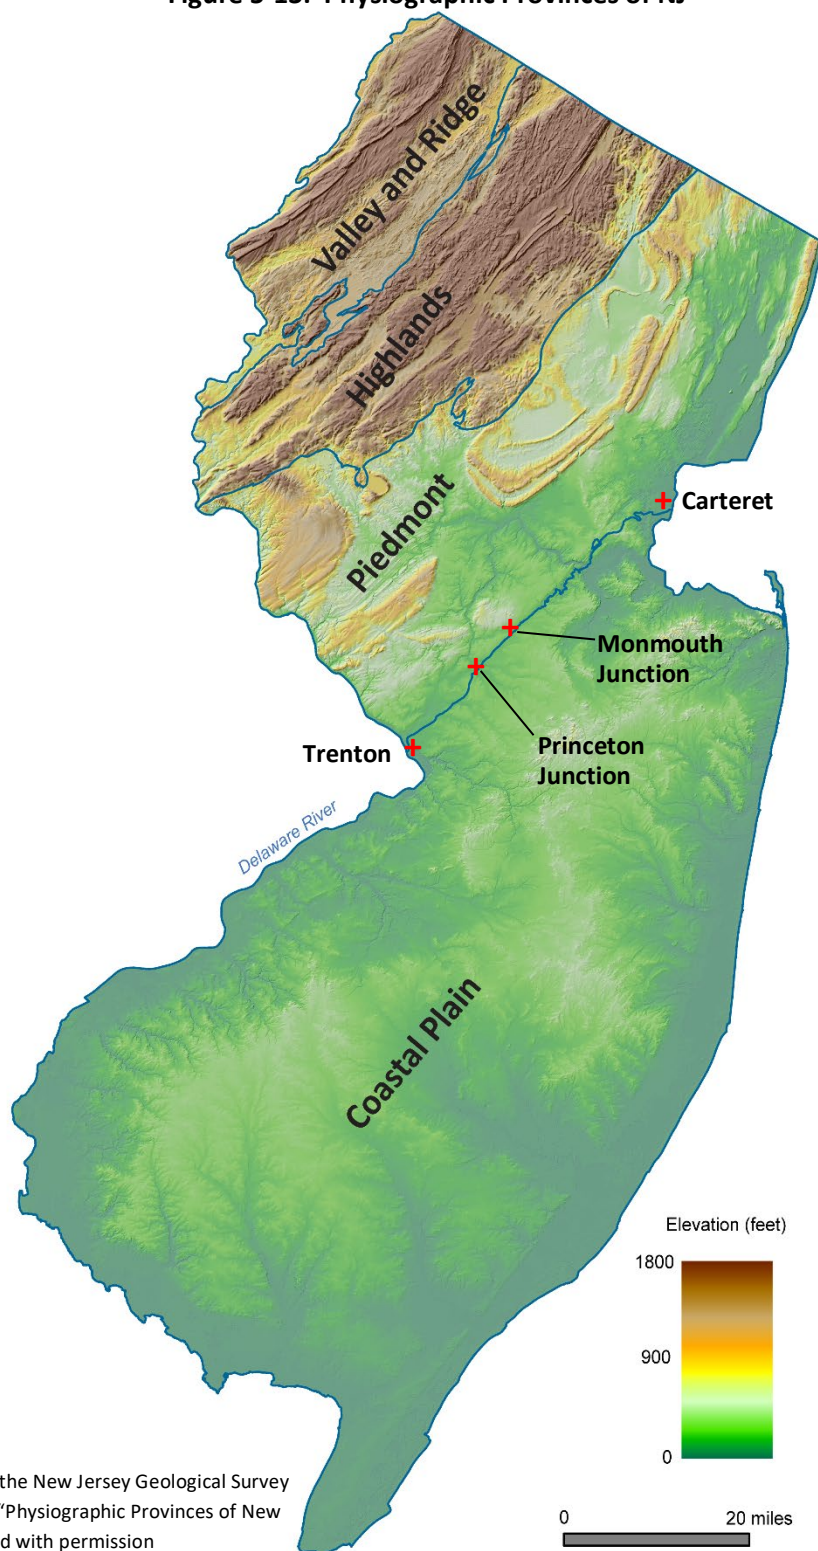 Valley and Ridge
Highlands
Piedmont
Carteret
Monmouth
Junction
Princeton
Junction
Trenton
Delaware River
Coastal Plain
Elevation (feet)
1800
900
0
the New Jersey Geological Survey
"Physiographic Provinces of New
d with permission
0 20 miles